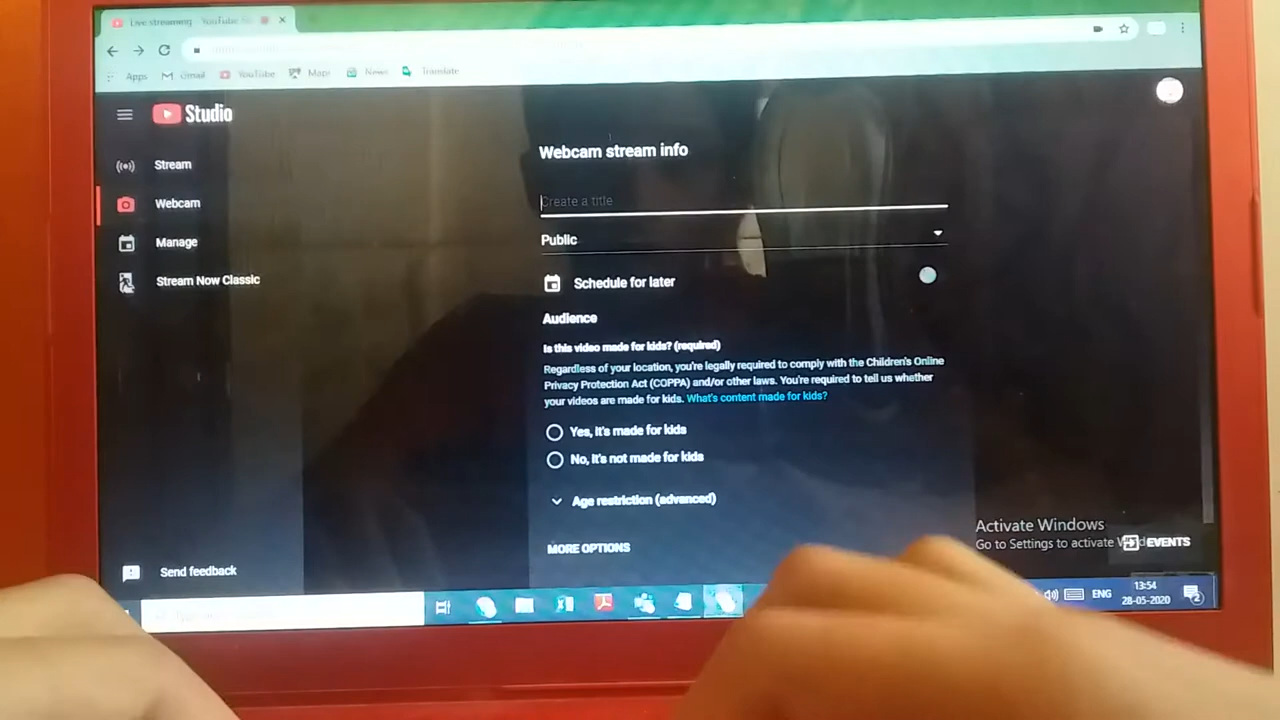 Live streaming - YouTube
Apps
Gmail
YouTube
Maps
News
Translate
Studio
Stream
Webcam
Manage
Stream Now Classic
Send feedback
Webcam stream info
Create a title
Public
Schedule for later
Audience
Is this video made for kids? (required)
Regardless of your location, you're legally required to comply with the Children's Online
Privacy Protection Act (COPPA) and/or other laws. You're required to tell us whether
your videos are made for kids. What's content made for kids?
Yes, it's made for kids
No, it's not made for kids
Age restriction (advanced)
MORE OPTIONS
Activate Windows
Go to Settings to activate
EVENTS
ENG
13:54
28-05-2020
2